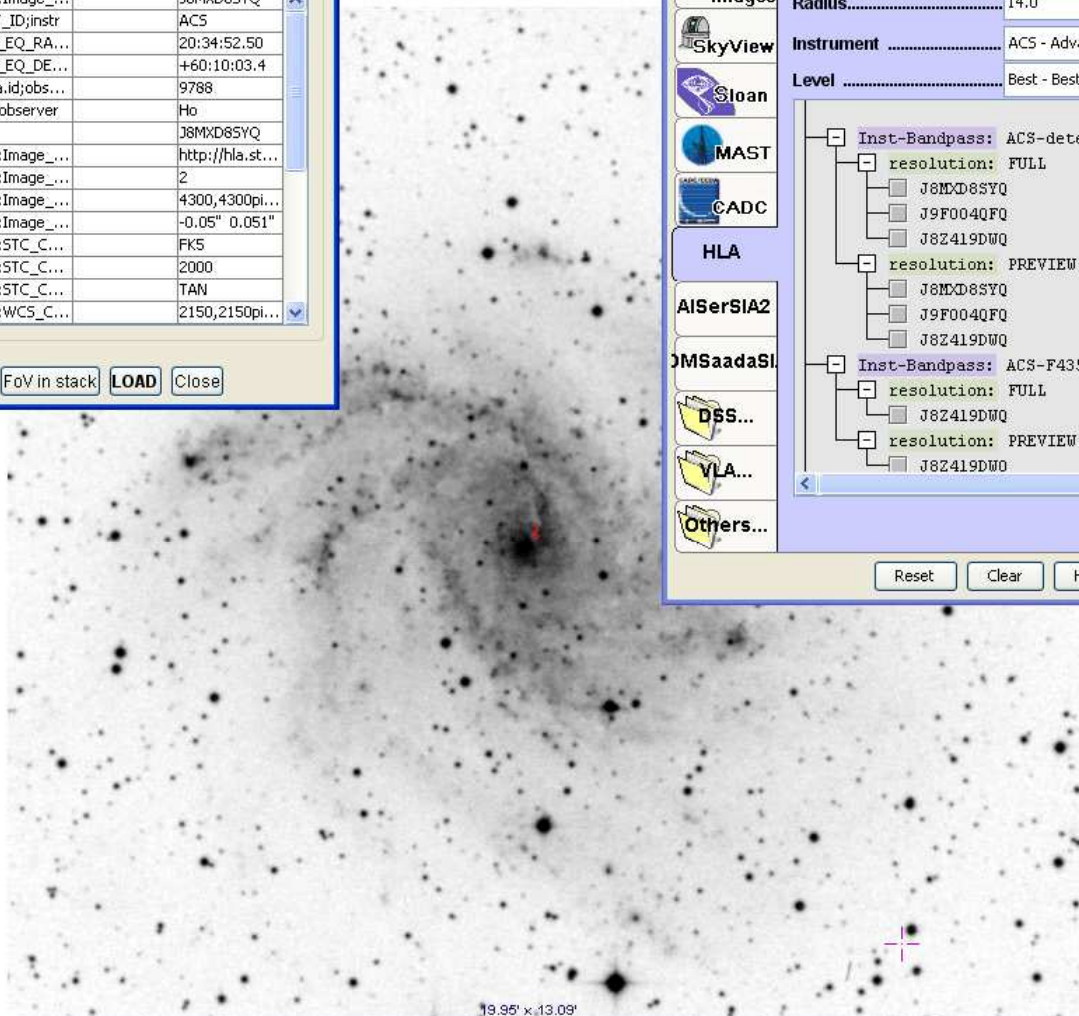 _ID;instr ACS
_EQ_RA... 20:34:52.50
_EQ_DE... +60:10:03.4
a.id;obs... 9788
observer Ho
J8MXD8SYQ
:Image_... http://hla.st...
:Image_... 2
:Image_... 4300,4300pi...
:Image_... -0.05" 0.051"
:STC_C... FK5
:STC_C... 2000
:STC_C... TAN
:WCS_C... 2150,2150pi...
FoV in stack LOAD Close
19.95' x 13.09'
SkyView
Sloan
MAST
CADC
HLA
AISerSIA2
OMSaadaSI.
DSS...
VLA...
Others...
Radius 14.0
Instrument ACS - Adv
Level Best - Best
Inst-Bandpass: ACS-dete
resolution: FULL
J8MXD8SYQ
J9F004QFQ
J8Z419DWQ
resolution: PREVIEW
J8MXD8SYQ
J9F004QFQ
J8Z419DWQ
Inst-Bandpass: ACS-F435
resolution: FULL
J8Z419DWQ
resolution: PREVIEW
J8Z419DWQ
Reset Clear H